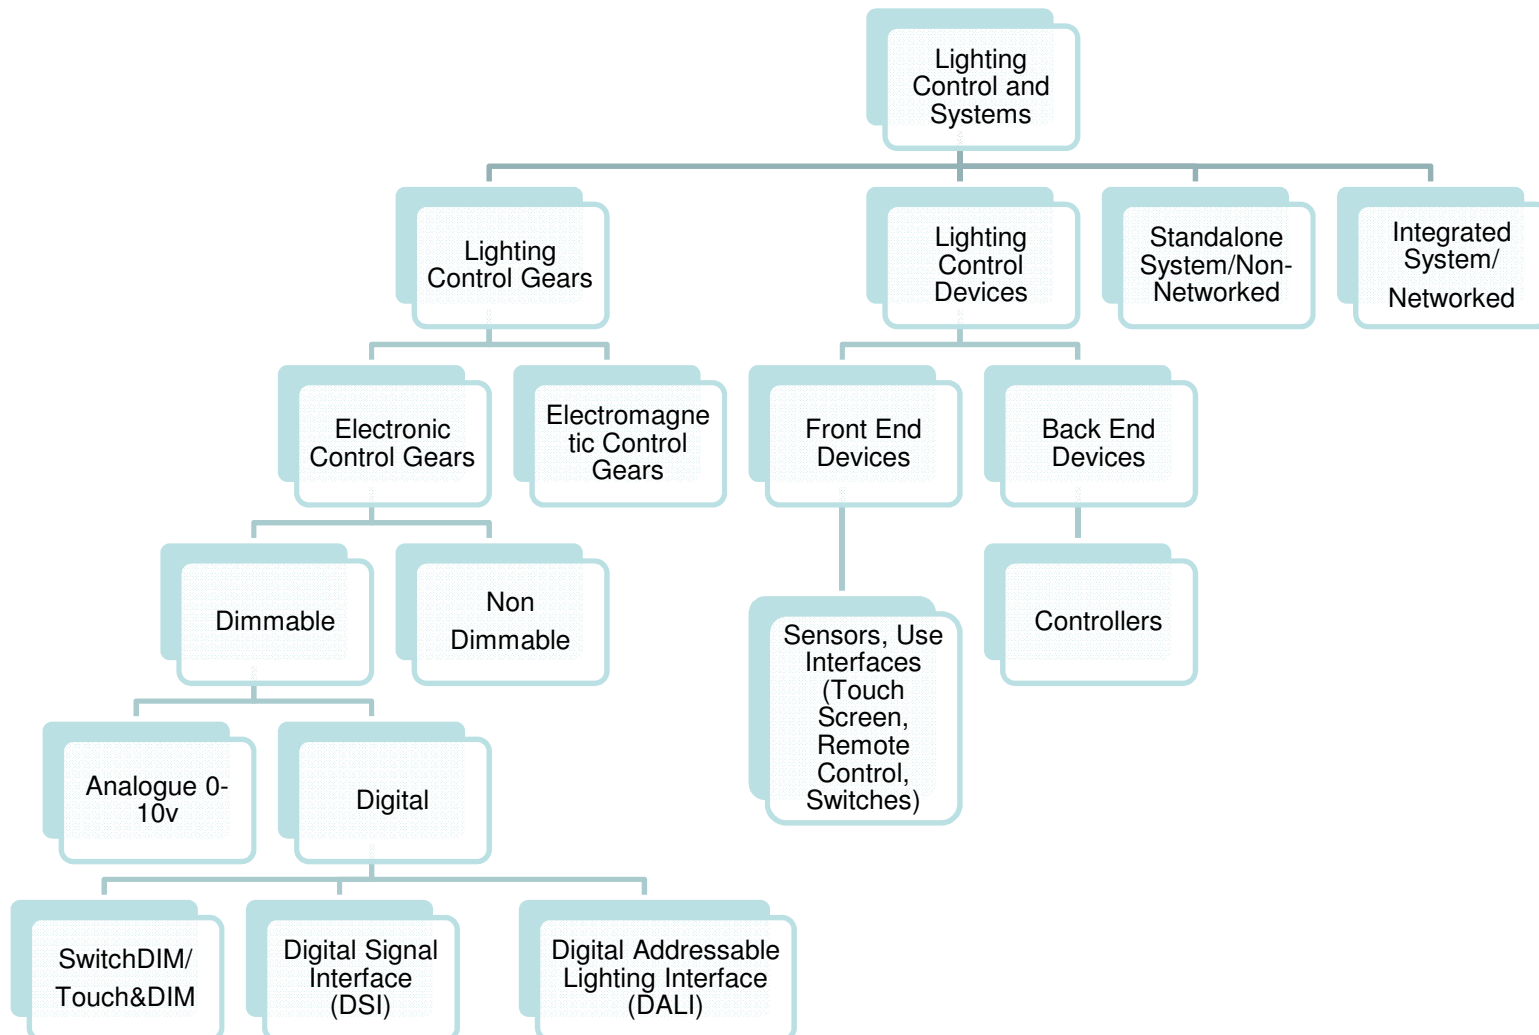 Lighting
Control and
Systems
Lighting
Control Gears
Lighting
Control
Devices
Standalone
System/Non-
Networked
Integrated
System/
Networked
Electronic
Control Gears
Electromagne
tic Control
Gears
Front End
Devices
Back End
Devices
Dimmable
Non
Dimmable
Sensors, Use
Interfaces
(Touch
Screen,
Remote
Control,
Switches)
Controllers
Analogue 0-
10v
Digital
SwitchDIM/
Touch&DIM
Digital Signal
Interface
(DSI)
Digital Addressable
Lighting Interface
(DALI)